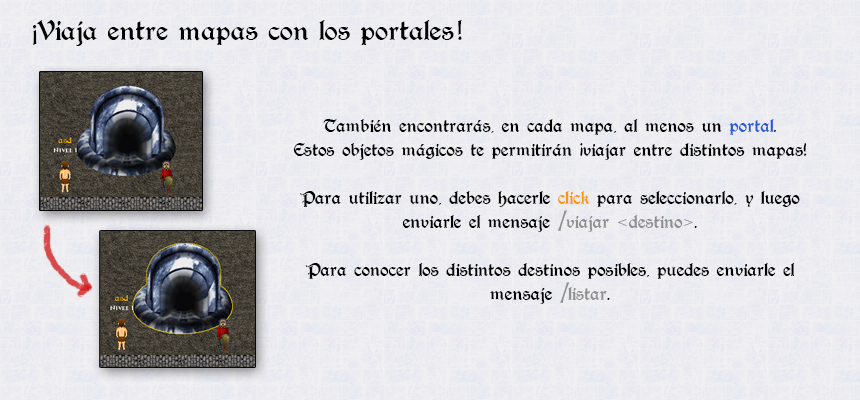 ¡Viaja entre mapas con los portales!
También encontrarás, en cada mapa, al menos un portal.
Estos objetos mágicos te permitirán ¡viajar entre distintos mapas!
Para utilizar uno, debes hacerle click para seleccionarlo, y luego
enviarle el mensaje /viajar <destino>.
Para conocer los distintos destinos posibles, puedes enviarle el
mensaje /listar.
asd
Nivel 1
asd
Nivel 1